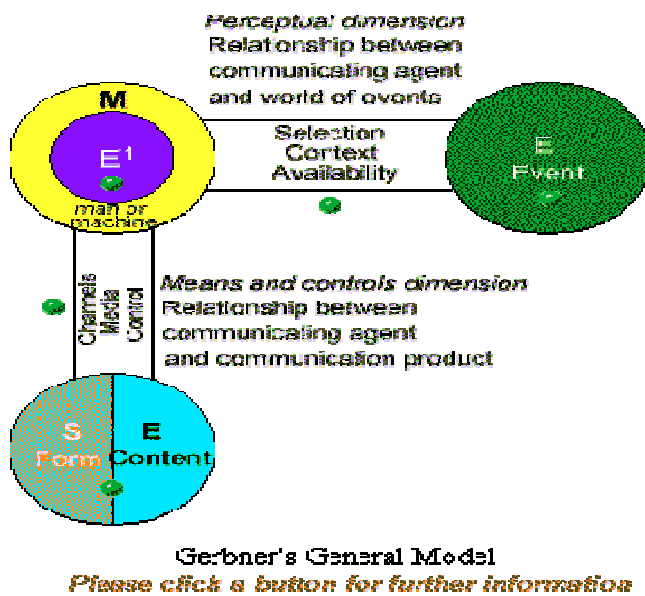 Perceptual dimension
Relationship between
communicating agent
and world of events
M
E1
man or
machine
Selection
Context
Availability
E
Event
Channels
Media
Control
Means and controls dimension
Relationship between
communicating agent
and communication product
S
Form
E
Content
Gerbner's General Model
Please click a button for further information